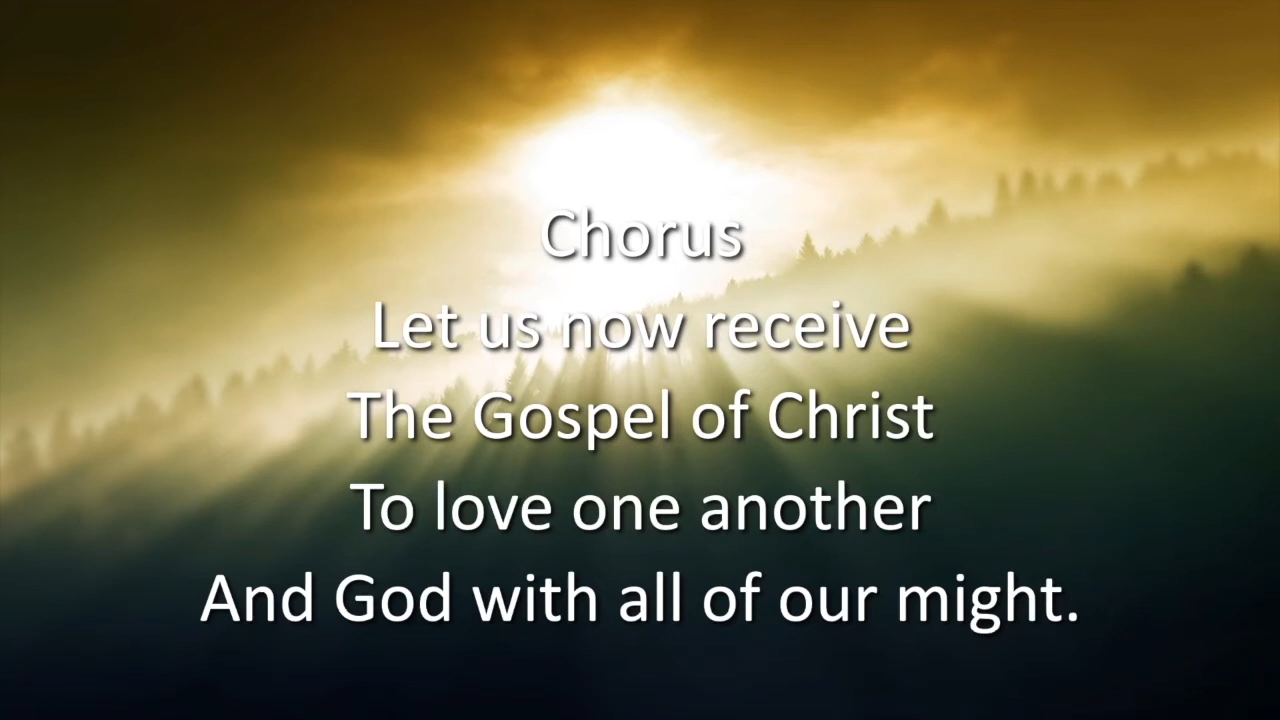 Chorus
Let us now receive
The Gospel of Christ
To love one another
And God with all of our might.